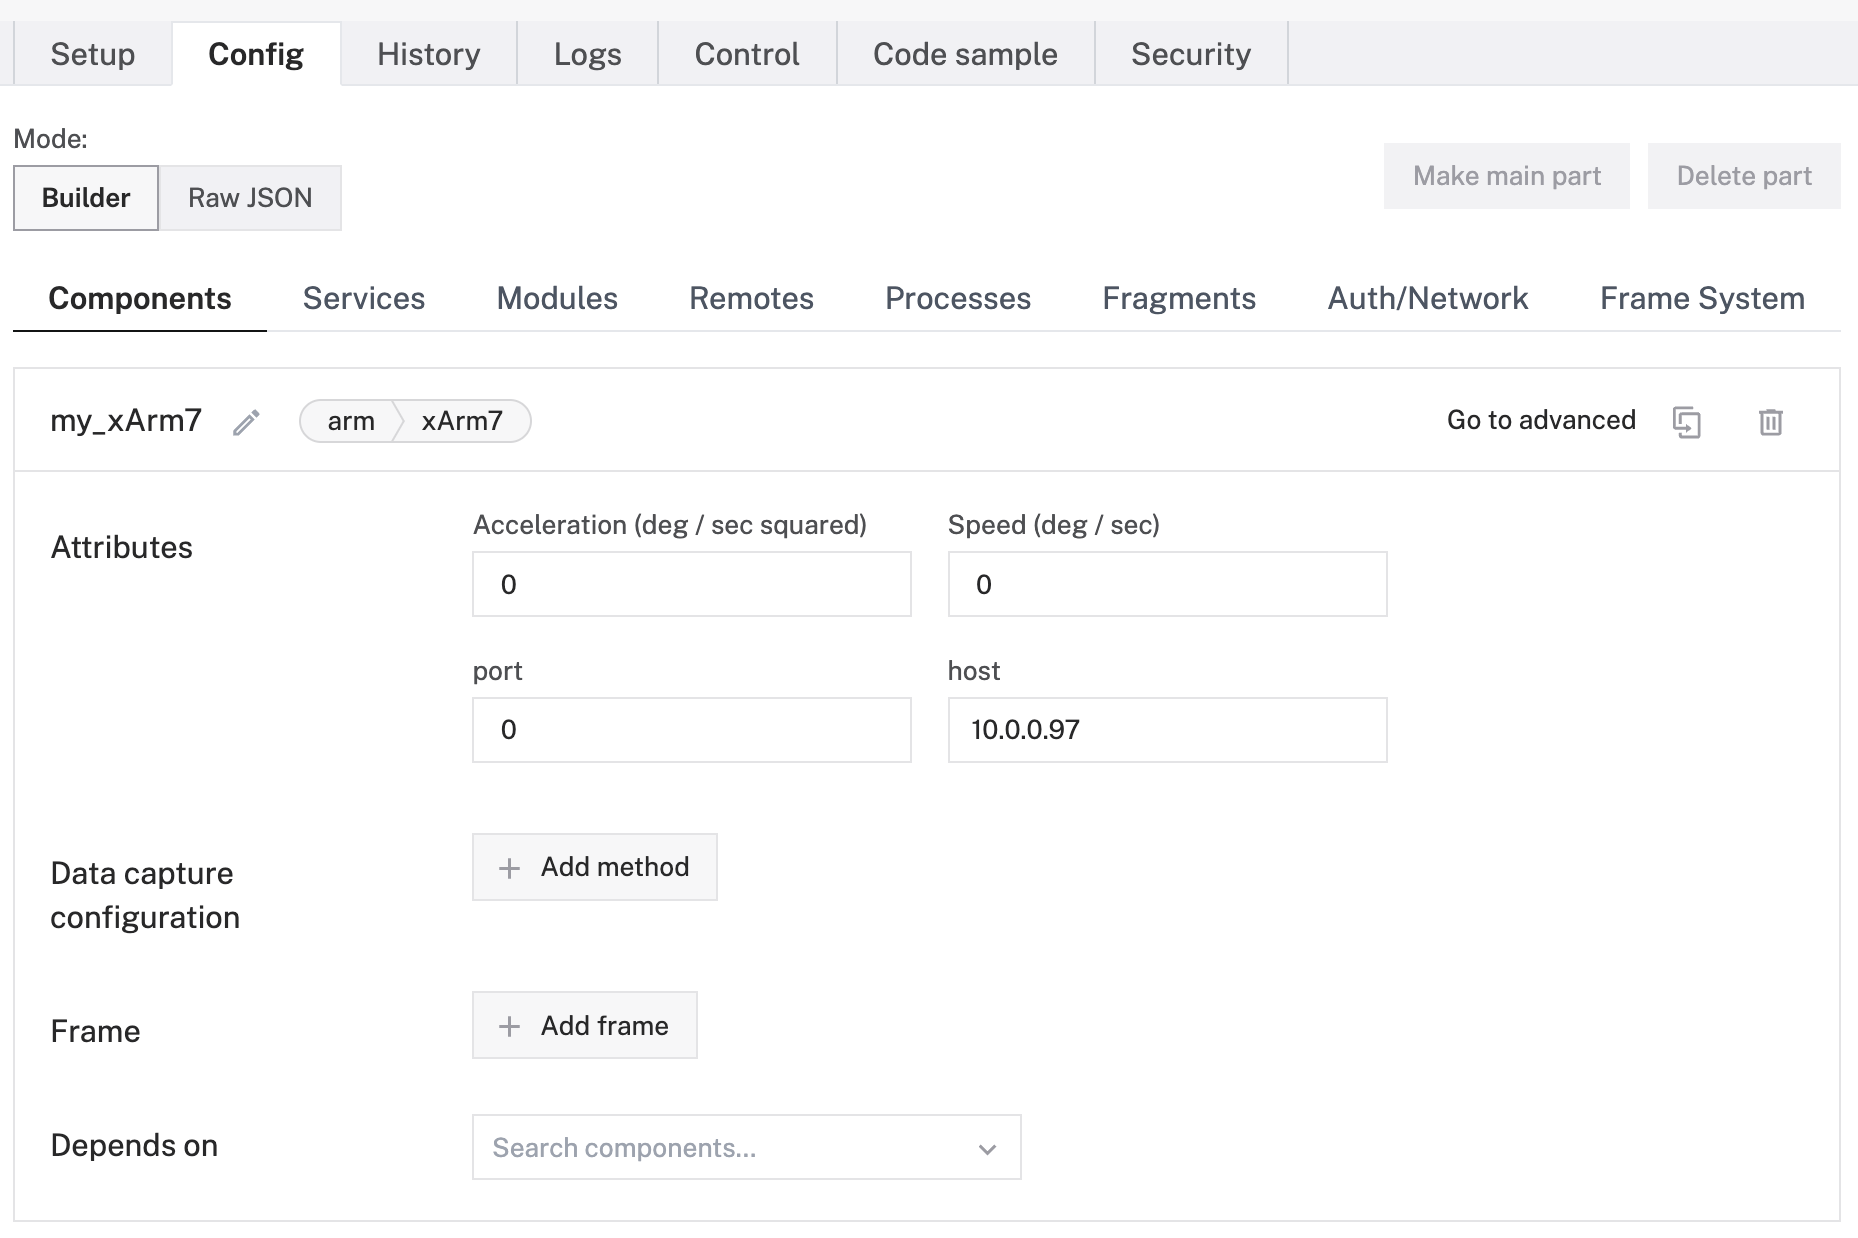 Setup Config History Logs Control Code sample Security
Mode:
Builder Raw JSON Make main part Delete part
Components Services Modules Remotes Processes Fragments Auth/Network Frame System
my_xArm7 arm xArm7 Go to advanced
Attributes
Acceleration (deg / sec squared) Speed (deg / sec)
0 0
port host
0 10.0.0.97
Data capture
configuration
Add method
Frame Add frame
Depends on Search components...